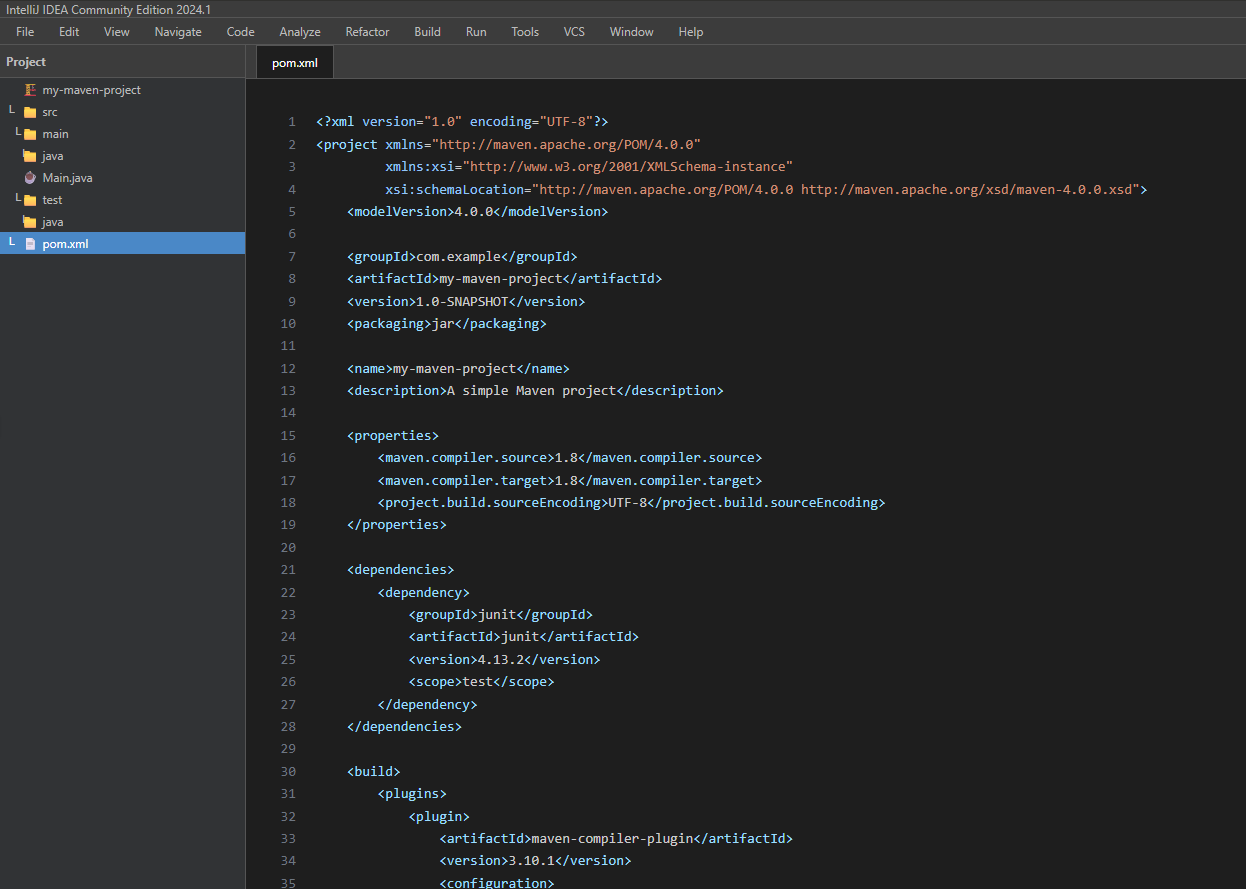 IntelliJ IDEA Community Edition 2024.1
File Edit View Navigate Code Analyze Refactor Build Run Tools VCS Window Help
Project
my-maven-project
src
main
java
Main.java
test
java
pom.xml
pom.xml
1 <?xml version="1.0" encoding="UTF-8"?>
2 <project xmlns="http://maven.apache.org/POM/4.0.0"
3 xmlns:xsi="http://www.w3.org/2001/XMLSchema-instance"
4 xsi:schemaLocation="http://maven.apache.org/POM/4.0.0 http://maven.apache.org/xsd/maven-4.0.0.xsd">
5 <modelVersion>4.0.0</modelVersion>
6
7 <groupId>com.example</groupId>
8 <artifactId>my-maven-project</artifactId>
9 <version>1.0-SNAPSHOT</version>
10 <packaging>jar</packaging>
11
12 <name>my-maven-project</name>
13 <description>A simple Maven project</description>
14
15 <properties>
16 <maven.compiler.source>1.8</maven.compiler.source>
17 <maven.compiler.target>1.8</maven.compiler.target>
18 <project.build.sourceEncoding>UTF-8</project.build.sourceEncoding>
19 </properties>
20
21 <dependencies>
22 <dependency>
23 <groupId>junit</groupId>
24 <artifactId>junit</artifactId>
25 <version>4.13.2</version>
26 <scope>test</scope>
27 </dependency>
28 </dependencies>
29
30 <build>
31 <plugins>
32 <plugin>
33 <artifactId>maven-compiler-plugin</artifactId>
34 <version>3.10.1</version>
35 <configuration>